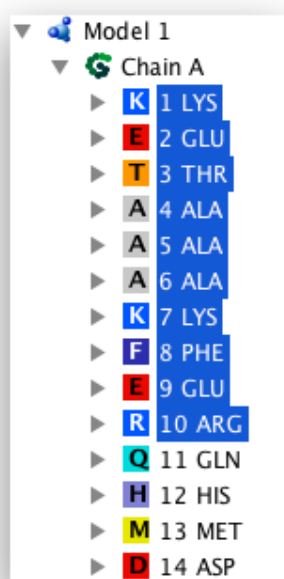 Model 1
Chain A
K 1 LYS
E 2 GLU
T 3 THR
A 4 ALA
A 5 ALA
A 6 ALA
K 7 LYS
F 8 PHE
E 9 GLU
R 10 ARG
Q 11 GLN
H 12 HIS
M 13 MET
D 14 ASP